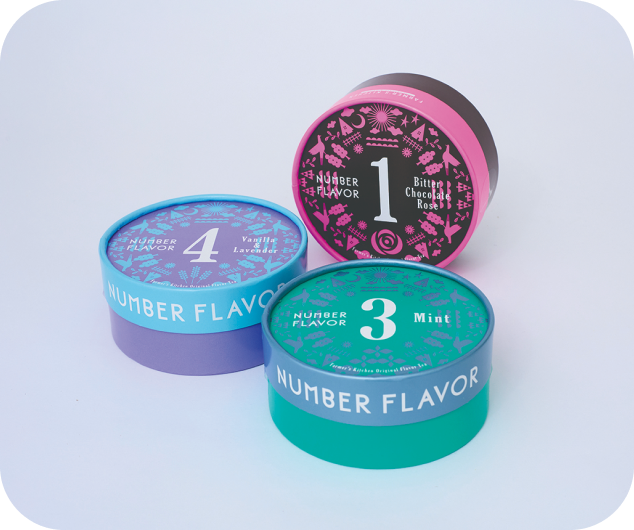 1
NUMBER
FLAVOR
Bitter
Chocolate
Rose
4
NUMBER
FLAVOR
Vanilla
Lavender
NUMBER FLAVOR
3
NUMBER
FLAVOR
Mint
Farmer's Kitchen Original Flavor Tea
NUMBER FLAVOR